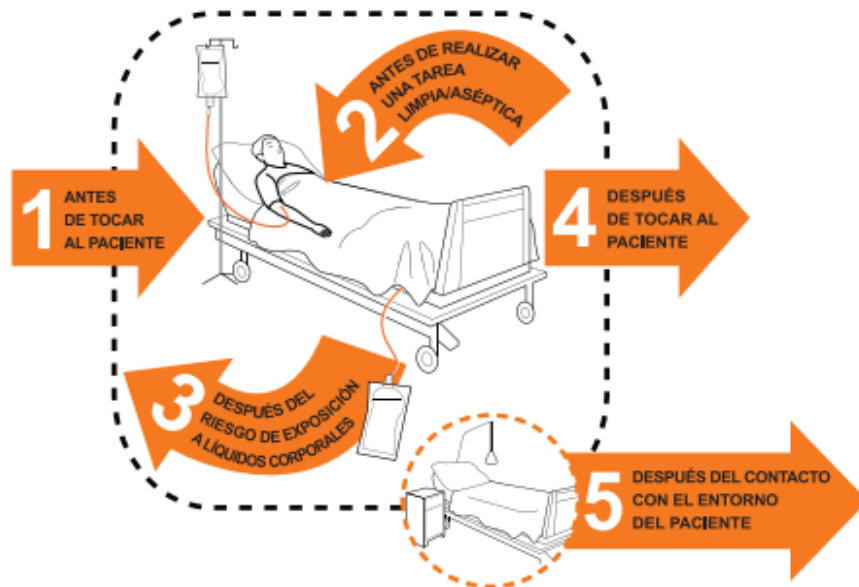 1 ANTES
DE TOCAR
AL PACIENTE
2 ANTES DE REALIZAR
UNA TAREA
LIMPIA/ASÉPTICA
3 DESPUÉS DEL
RIESGO DE EXPOSICIÓN
A LÍQUIDOS CORPORALES
4 DESPUÉS
DE TOCAR AL
PACIENTE
5 DESPUÉS DEL CONTACTO
CON EL ENTORNO
DEL PACIENTE